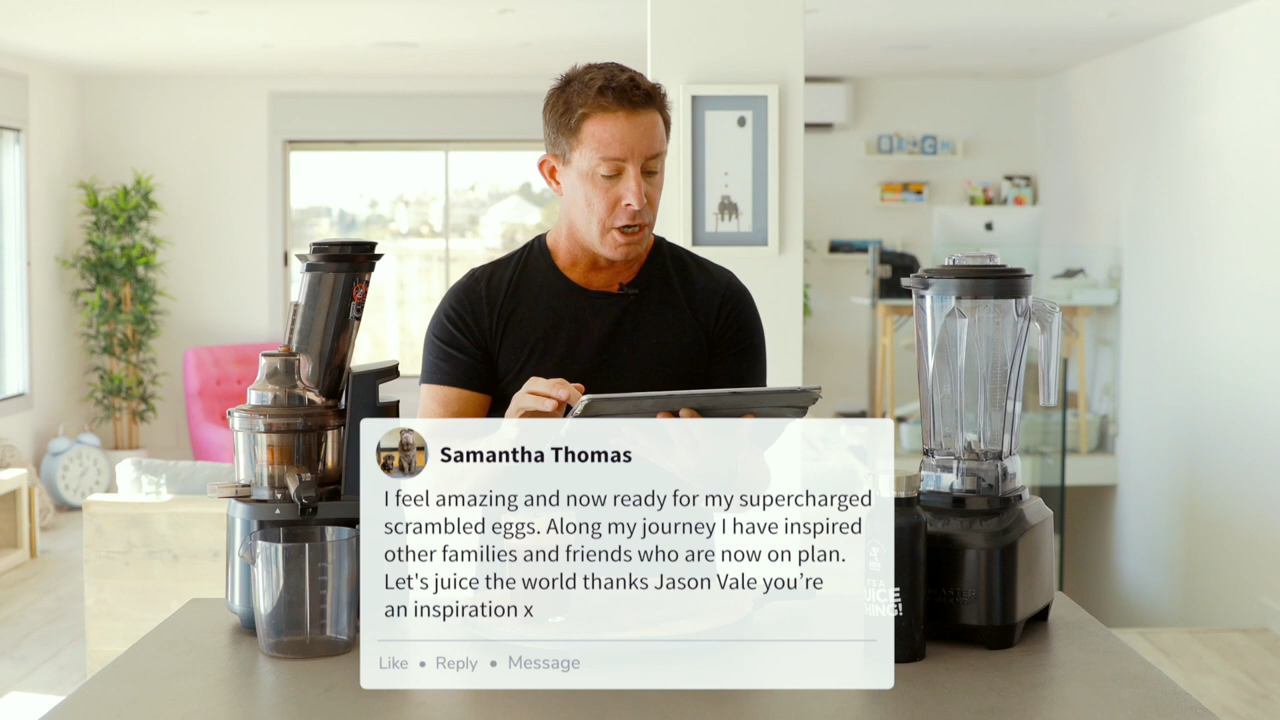 Samantha Thomas
I feel amazing and now ready for my supercharged
scrambled eggs. Along my journey I have inspired
other families and friends who are now on plan.
Let's juice the world thanks Jason Vale you’re
an inspiration x
Like • Reply • Message